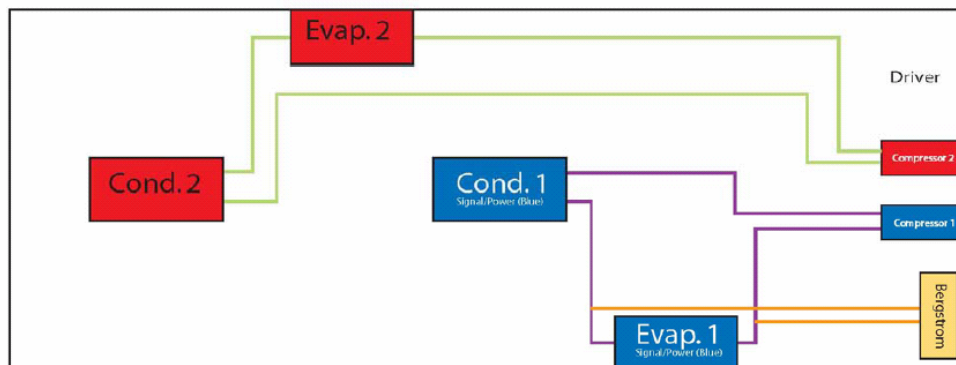 Evap. 2
Driver
Compressor 2
Cond. 2
Cond. 1
Signal/Power (Blue)
Compressor 1
Bergstrom
Evap. 1
Signal/Power (Blue)